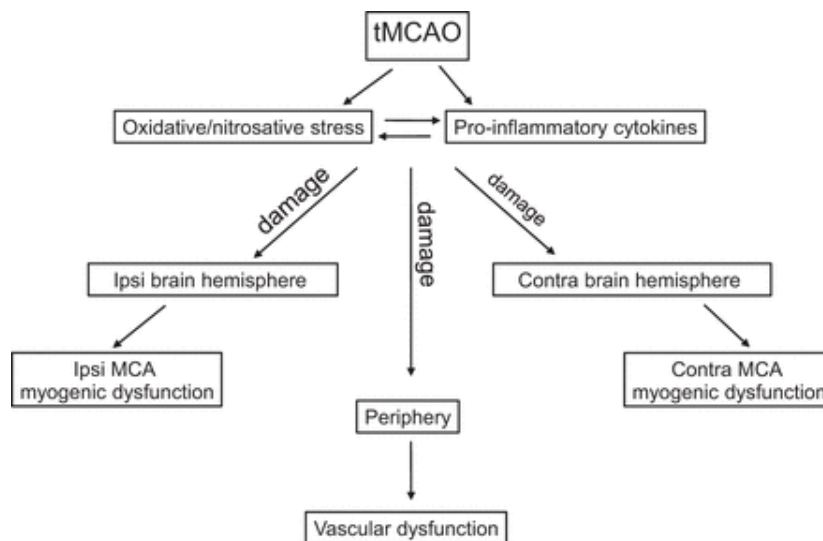 tMCAO
Oxidative/nitrosative stress
Pro-inflammatory cytokines
damage
damage
damage
Ipsi brain hemisphere
Contra brain hemisphere
Ipsi MCA
myogenic dysfunction
Contra MCA
myogenic dysfunction
Periphery
Vascular dysfunction